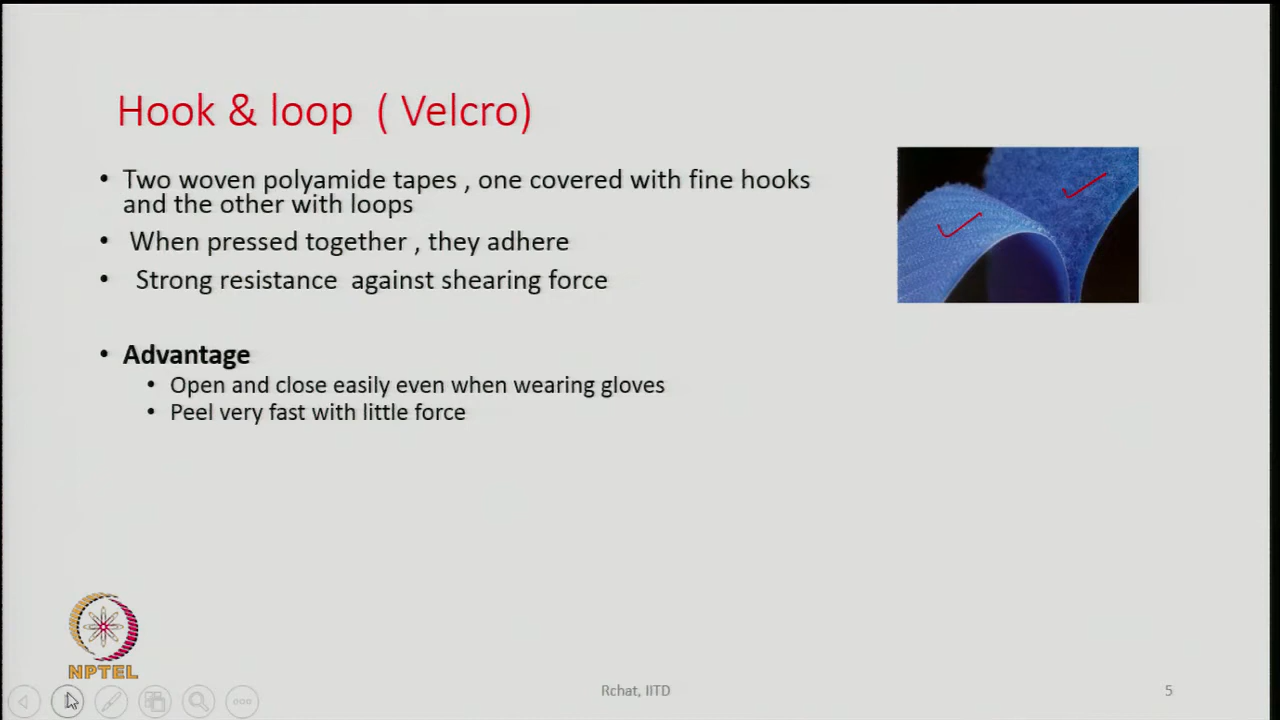 Hook & loop ( Velcro)
• Two woven polyamide tapes , one covered with fine hooks
and the other with loops
• When pressed together , they adhere
• Strong resistance against shearing force
• Advantage
• Open and close easily even when wearing gloves
• Peel very fast with little force
NPTEL
Rchat, IITD
5